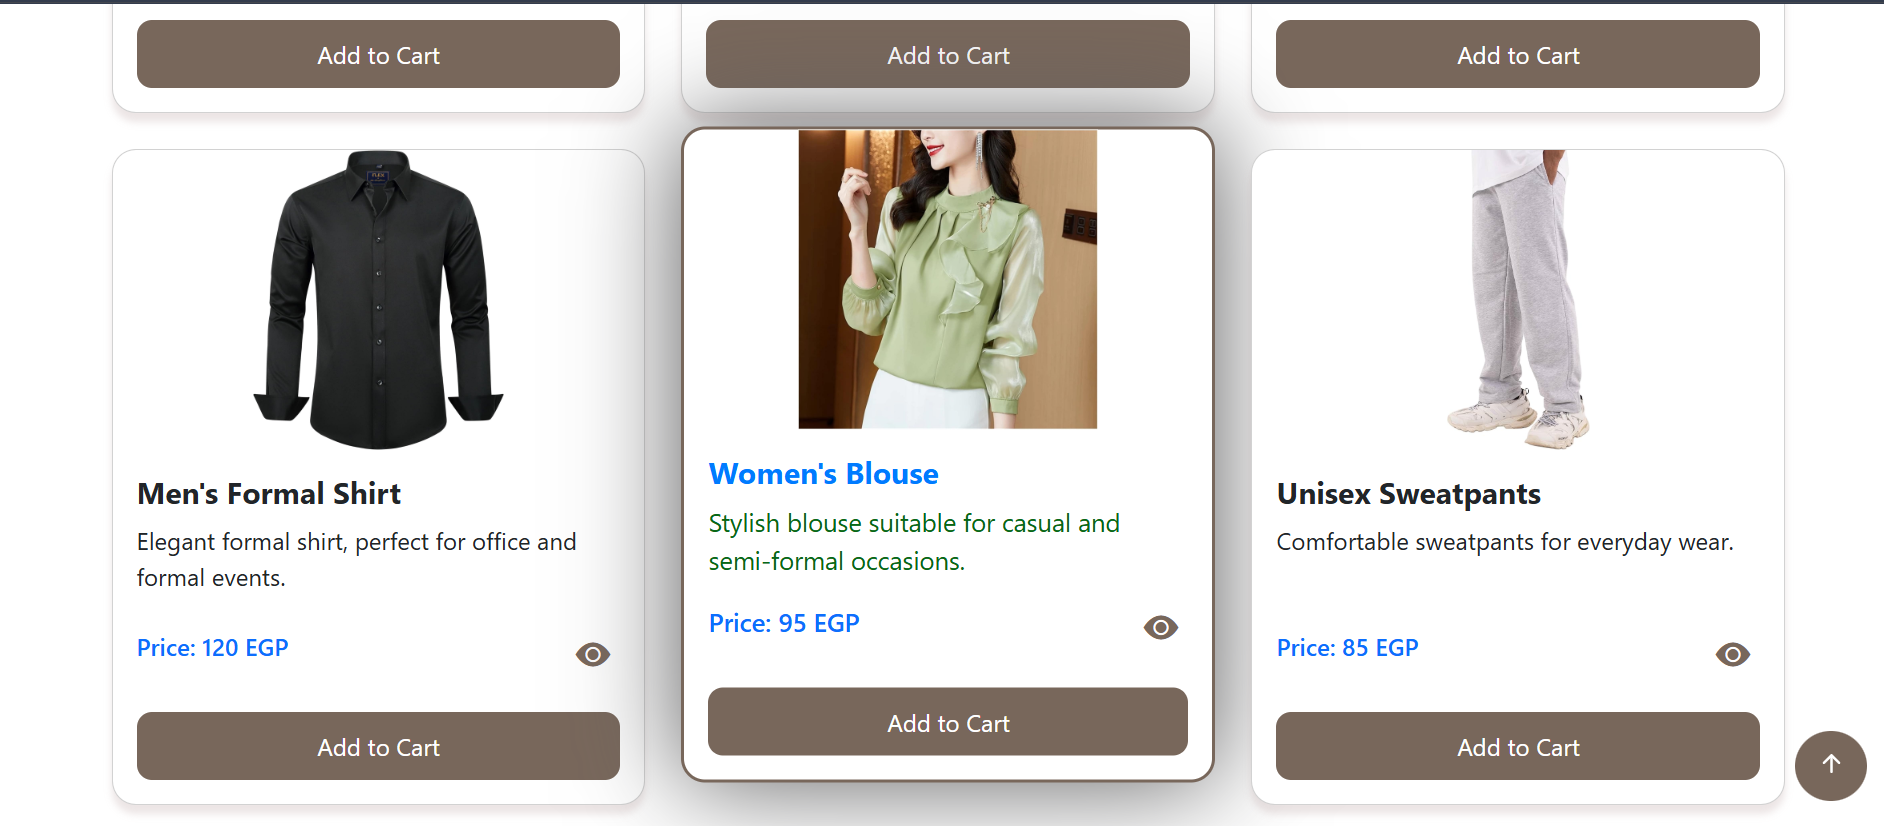 Add to Cart
Add to Cart
Add to Cart
Men's Formal Shirt
Elegant formal shirt, perfect for office and
formal events.
Price: 120 EGP
Add to Cart
Women's Blouse
Stylish blouse suitable for casual and
semi-formal occasions.
Price: 95 EGP
Add to Cart
Unisex Sweatpants
Comfortable sweatpants for everyday wear.
Price: 85 EGP
Add to Cart